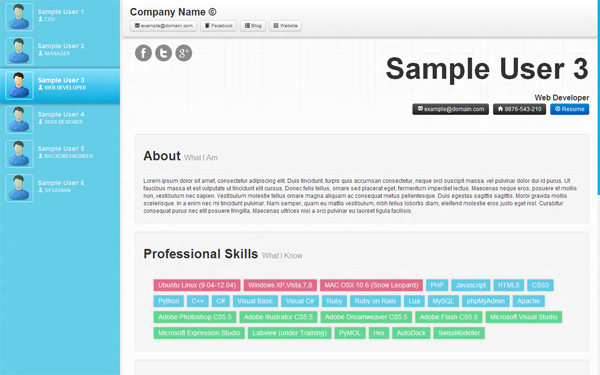 Sample User 1
CEO
Sample User 2
MANAGER
Sample User 3
WEB DEVELOPER
Sample User 4
WEB DESIGNER
Sample User 5
BACKEND ENGINEER
Sample User 6
SYSADMIN
Company Name ©
example@domain.com Facebook Blog Website
Sample User 3
Web Developer
example@domain.com 9876-543-210 Resume
About What I Am
Lorem ipsum dolor sit amet, consectetur adipiscing elit. Duis tincidunt, turpis quis accumsan consectetur, neque orci suscipit massa, vel pulvinar dolor dui id purus. Ut
faucibus massa et est vulputate ut tincidunt elit cursus. Donec felis tellus, ornare sed placerat eget, fermentum imperdiet lectus. Maecenas neque eros, posuere et mollis
non, vestibulum nec sapien. Vestibulum molestie tellus ornare magna aliquam ac consequat metus pellentesque. Duis egestas sagittis sagittis. Morbi gravida mollis
scelerisque. In a enim nec mi tincidunt pulvinar. Nam semper, quam eu mattis vestibulum, nibh tellus lobortis diam, eleifend molestie eros justo eget nisl. Curabitur
consequat purus nec elit posuere fringilla. Maecenas ultrices nisi a orci pulvinar eu laoreet ligula facilisis.
Professional Skills What I Know
Ubuntu Linux (9.04-12.04) Windows XP,Vista,7,8 MAC OSX 10.6 (Snow Leopard) PHP Javascript HTML5 CSS3
Python C++ C# Visual Basic Visual C# Ruby Ruby on Rails Lua MySQL phpMyAdmin Apache
Adobe Photoshop CS5.5 Adobe Illustrator CS5.5 Adobe Dreamweaver CS5.5 Adobe Flash CS5.5 Microsoft Visual Studio
Microsoft Expression Studio Labview (under Training) PyMOL Hex AutoDock SwissModeller